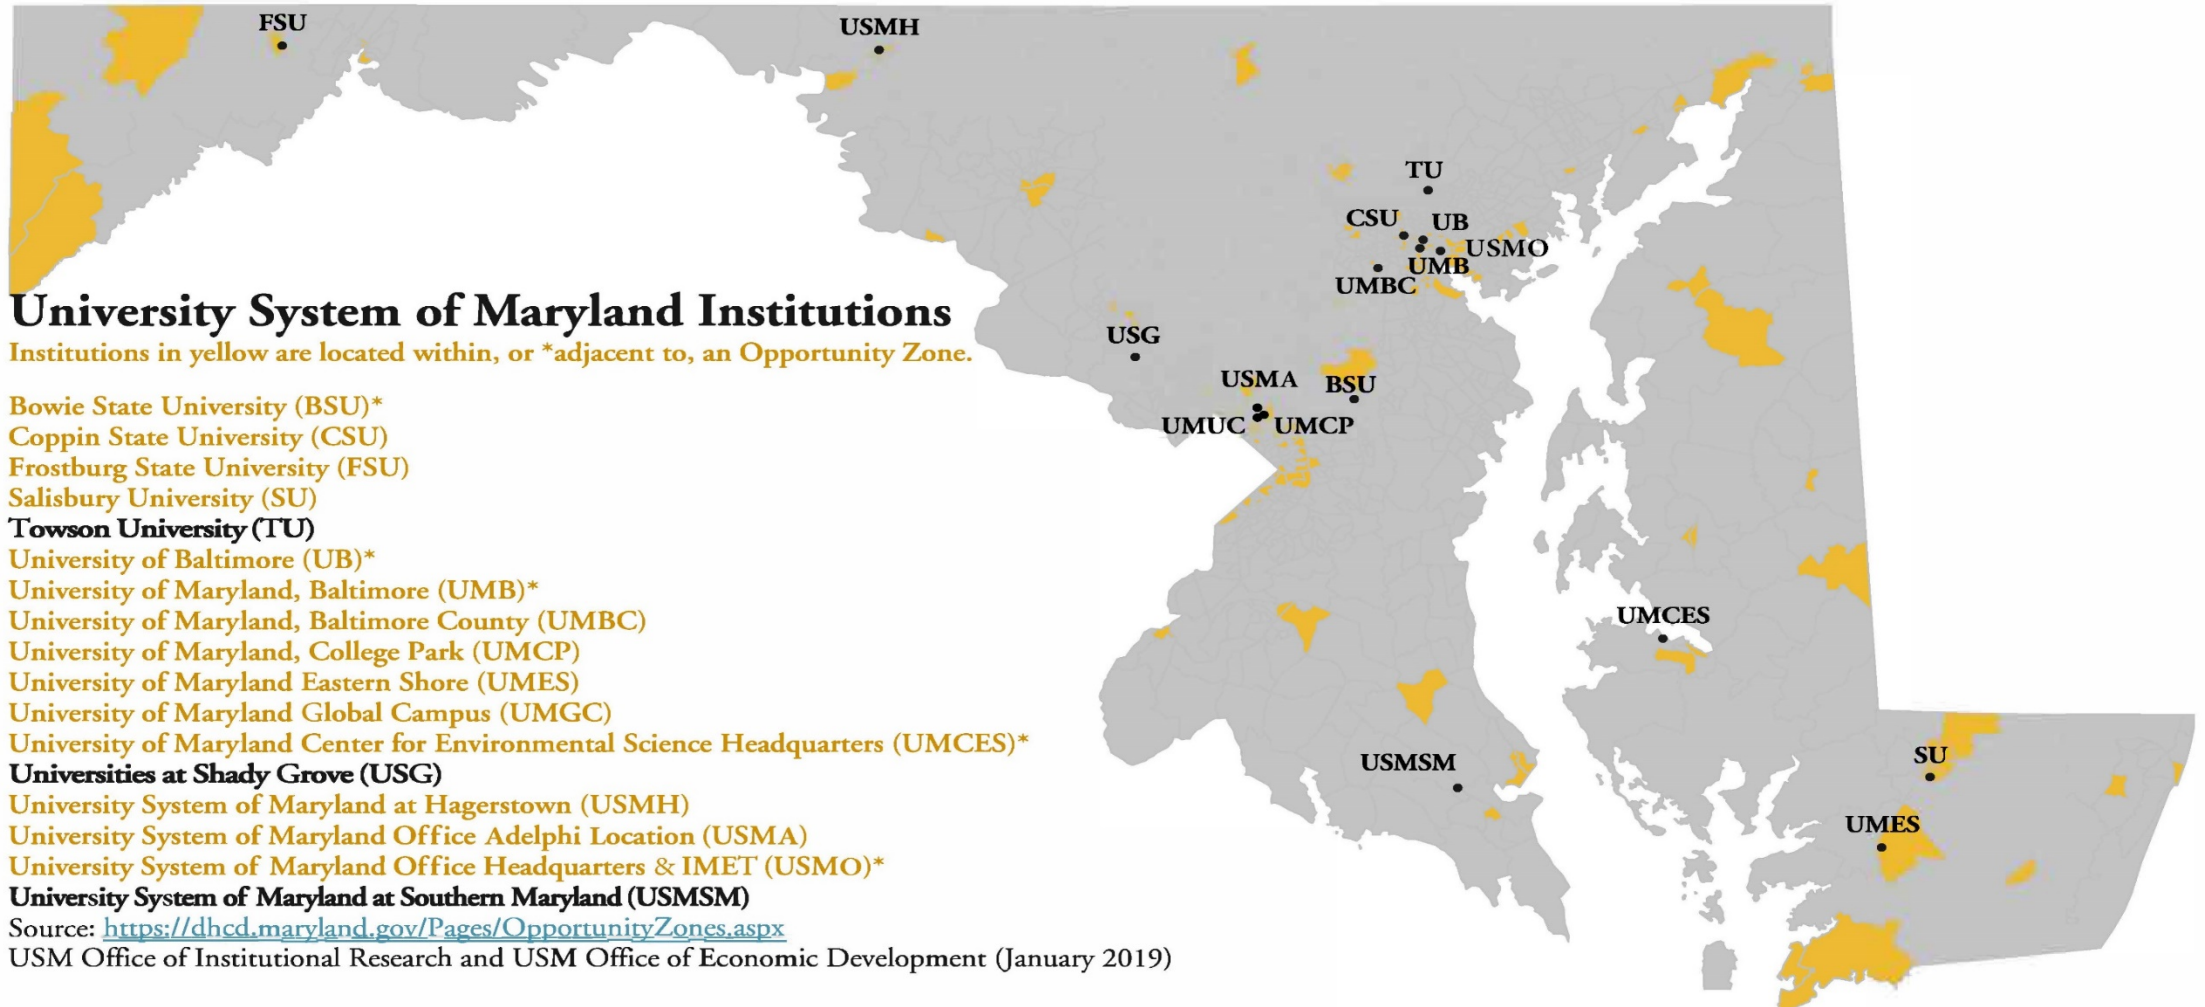 FSU
USMH
TU
CSU
UB
USMO
UMB
UMBC
USG
USMA
BSU
UMUC
UMCP
UMCES
USMSM
SU
UMES
University System of Maryland Institutions
Institutions in yellow are located within, or *adjacent to, an Opportunity Zone.
Bowie State University (BSU)*
Coppin State University (CSU)
Frostburg State University (FSU)
Salisbury University (SU)
Towson University (TU)
University of Baltimore (UB)*
University of Maryland, Baltimore (UMB)*
University of Maryland, Baltimore County (UMBC)
University of Maryland, College Park (UMCP)
University of Maryland Eastern Shore (UMES)
University of Maryland Global Campus (UMGC)
University of Maryland Center for Environmental Science Headquarters (UMCES)*
Universities at Shady Grove (USG)
University System of Maryland at Hagerstown (USMH)
University System of Maryland Office Adelphi Location (USMA)
University System of Maryland Office Headquarters & IMET (USMO)*
University System of Maryland at Southern Maryland (USMSM)
Source: https://dhcd.maryland.gov/Pages/OpportunityZones.aspx
USM Office of Institutional Research and USM Office of Economic Development (January 2019)